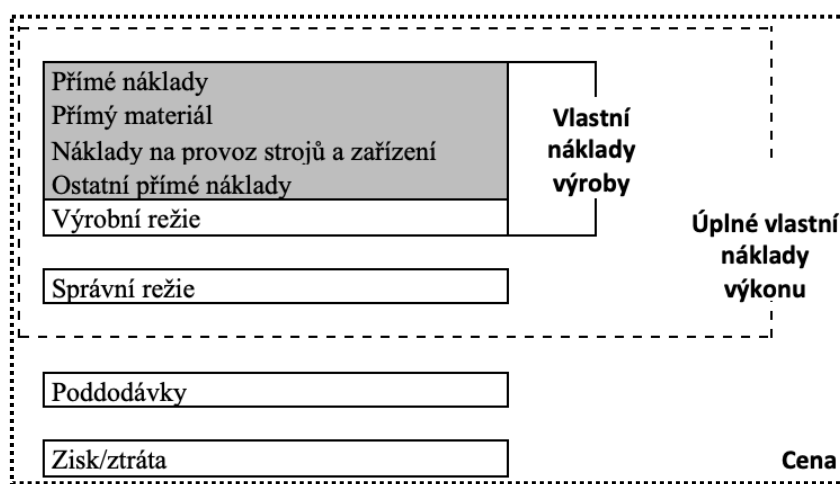 Přímé náklady
Přímý materiál
Náklady na provoz strojů a zařízení
Ostatní přímé náklady
Výrobní režie
Vlastní
náklady
výroby
Správní režie
Úplné vlastní
náklady
výkonu
Poddodávky
Zisk/ztráta
Cena